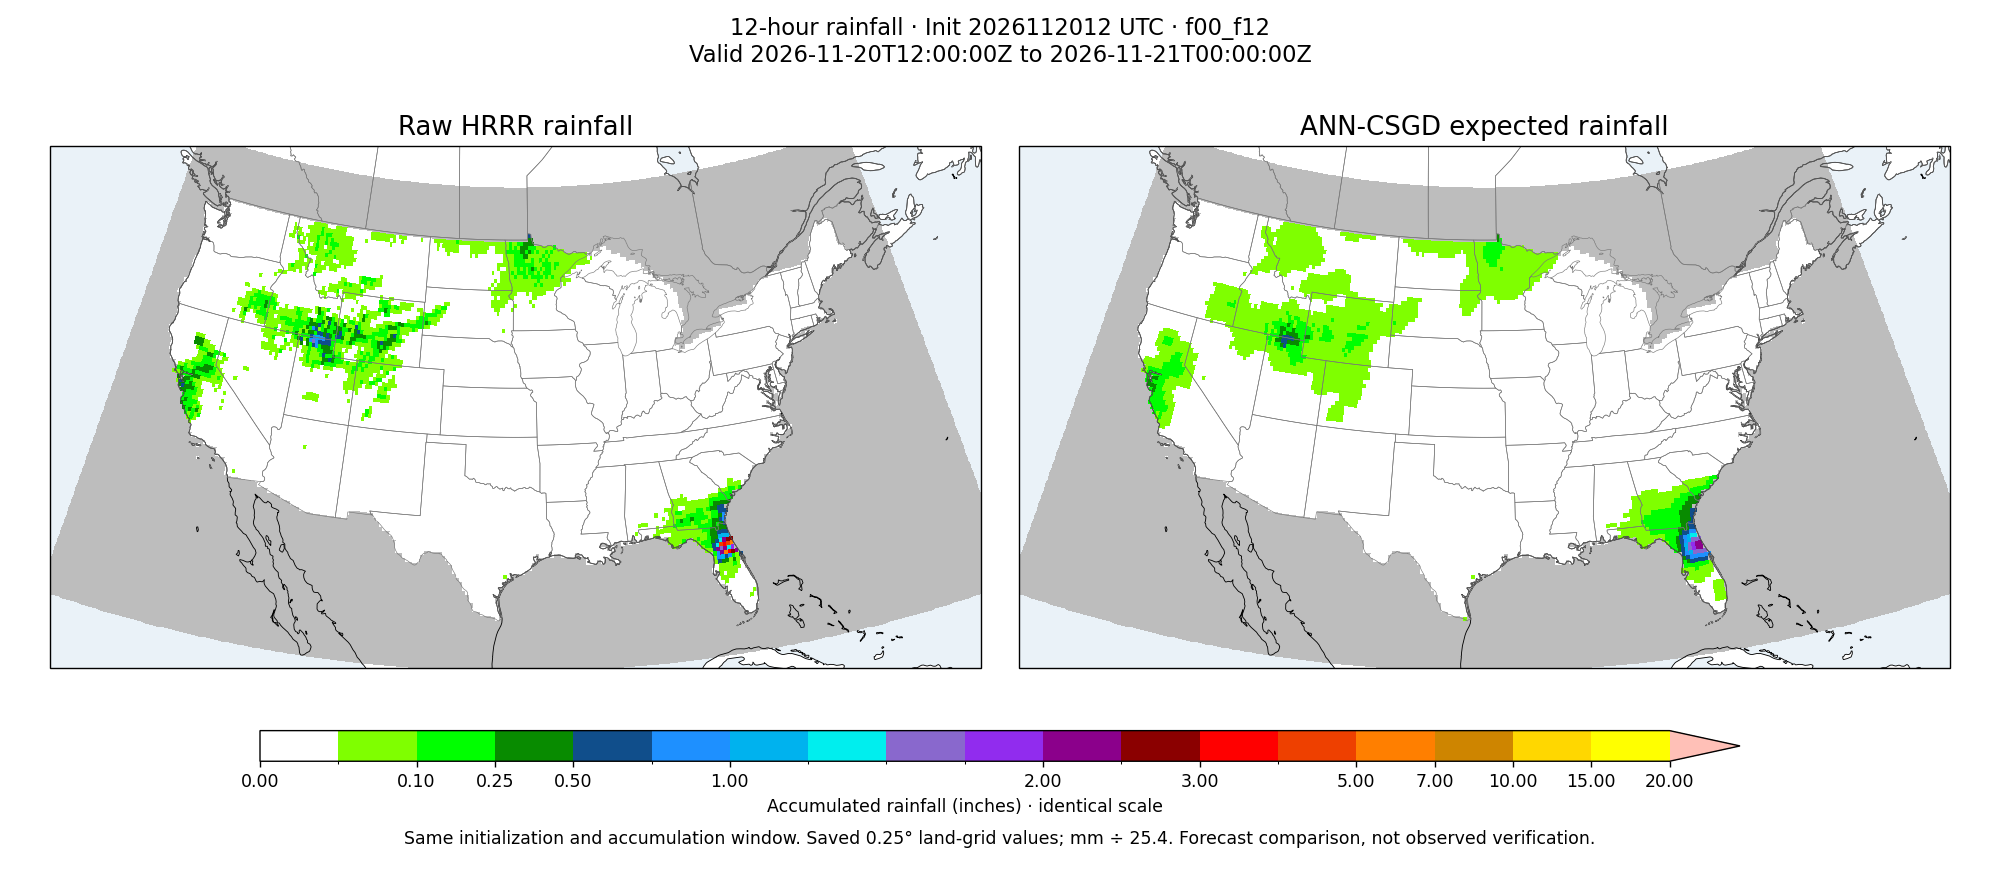 12-hour rainfall · Init 2026112012 UTC · f00_f12
Valid 2026-11-20T12:00:00Z to 2026-11-21T00:00:00Z
Raw HRRR rainfall
ANN-CSGD expected rainfall
0.00 0.10 0.25 0.50 1.00 2.00 3.00 5.00 7.00 10.00 15.00 20.00
Accumulated rainfall (inches) · identical scale
Same initialization and accumulation window. Saved 0.25° land-grid values; mm ÷ 25.4. Forecast comparison, not observed verification.